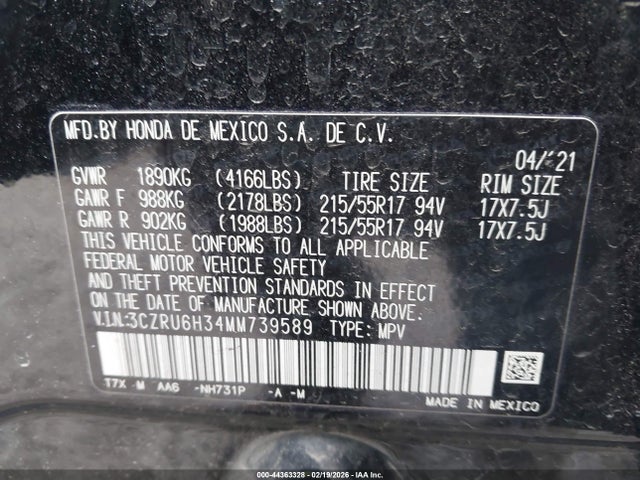 MFD.BY HONDA DE MEXICO S.A. DE C.V.
04/21
GVWR 1890KG (4166LBS) TIRE SIZE RIM SIZE
GAWR F 988KG (2178LBS) 215/55R17 94V 17X7.5J
GAWR R 902KG (1988LBS) 215/55R17 94V 17X7.5J
THIS VEHICLE CONFORMS TO ALL APPLICABLE
FEDERAL MOTOR VEHICLE SAFETY
AND THEFT PREVENTION STANDARDS IN EFFECT
ON THE DATE OF MANUFACTURE SHOWN ABOVE.
V.I.N:3CZRU6H34MM739589 TYPE: MPV
T7X -M AA6 -NH731P -A -M
MADE IN MEXICO
000-44363328 - 02/19/2026 - IAA Inc.